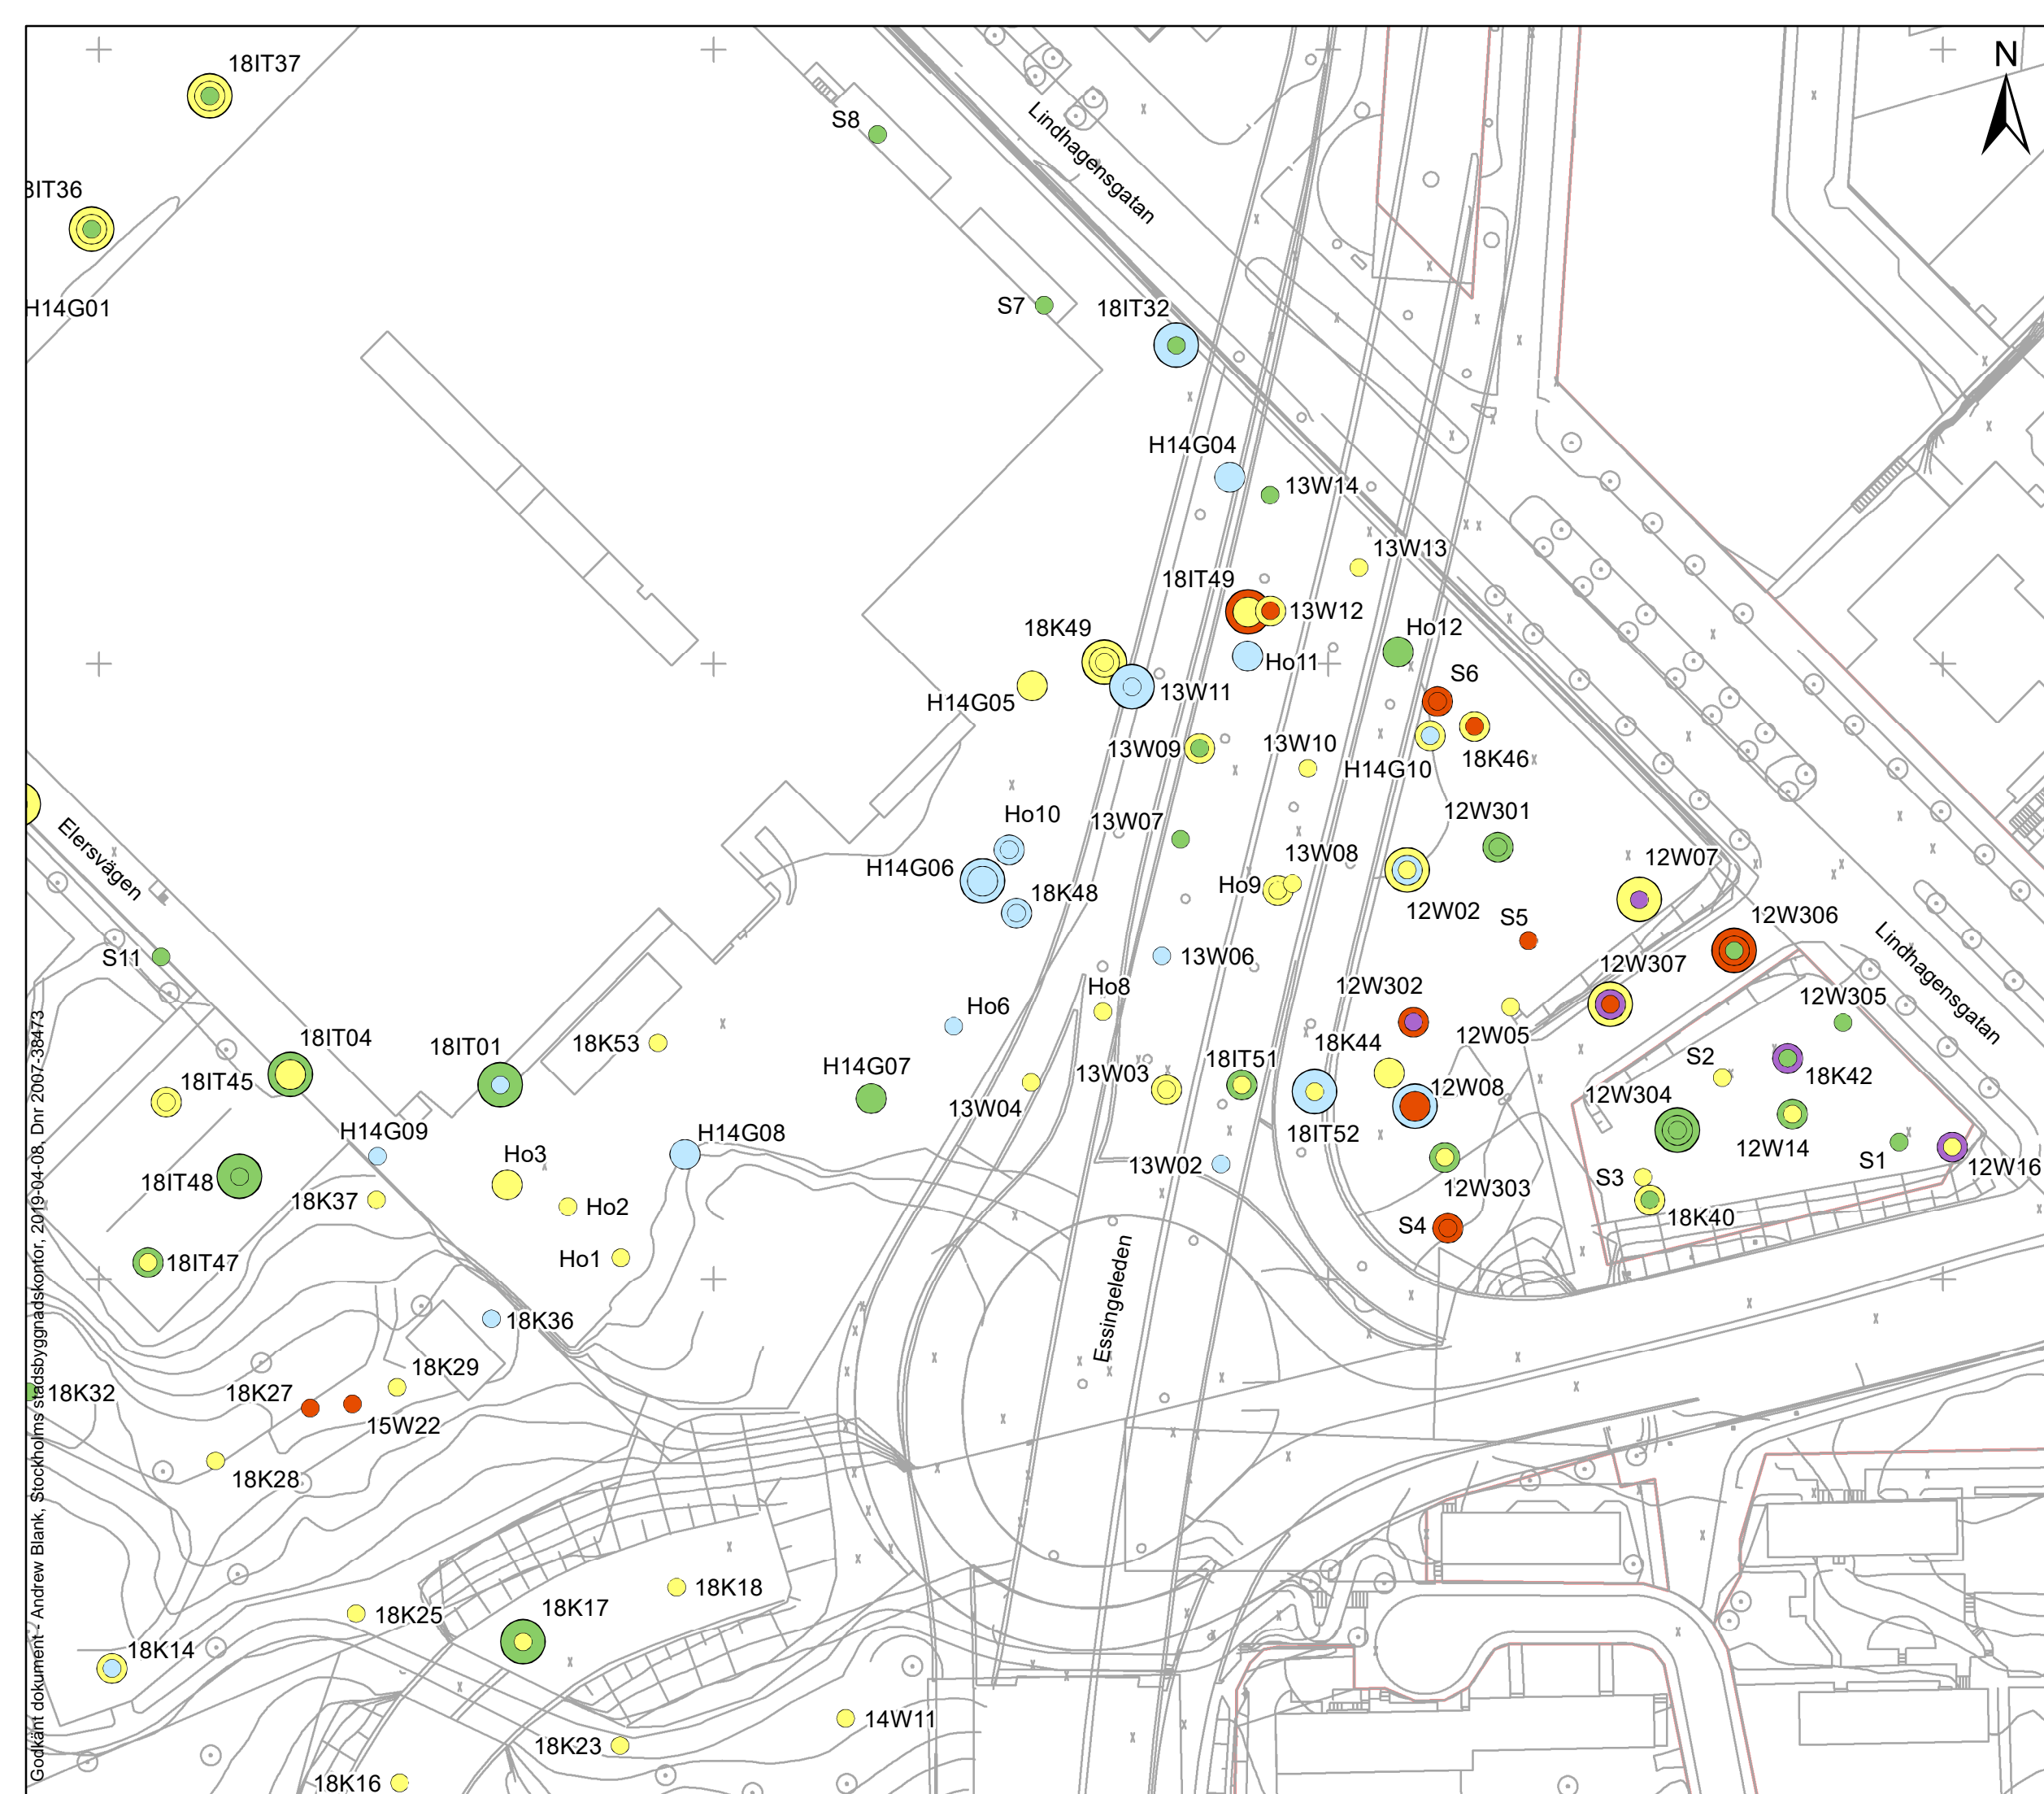 N
18IT37
S8
Lindhagensgatan
8IT36
H14G01
S7
18IT32
H14G04
13W14
13W13
18IT49
13W12
Ho12
18K49
Ho11
S6
13W11
H14G05
13W09
13W10
H14G10
18K46
Ho10
13W07
12W301
H14G06
13W08
12W07
Elersvägen
Ho9
18K48
12W02
S5
12W306
Lindhagensgatan
S11
13W06
12W307
Ho8
12W302
12W305
Ho6
18IT04
18IT01
18K53
12W05
18K44
S2
18IT45
H14G07
13W03
18IT51
18K42
12W08
12W304
13W04
H14G09
H14G08
18IT52
12W14
S1
Ho3
13W02
12W16
18IT48
18K37
Ho2
12W303
S3
18K40
S4
Ho1
18IT47
Essingeleden
18K36
18K29
18K32
18K27
15W22
18K28
18K18
18K17
18K25
18K14
14W11
18K23
18K16
Godkänt dokument - Andrew Blank, Stockholms stadsbyggnadskontor, 2019-04-08, Dnr 2007-38473